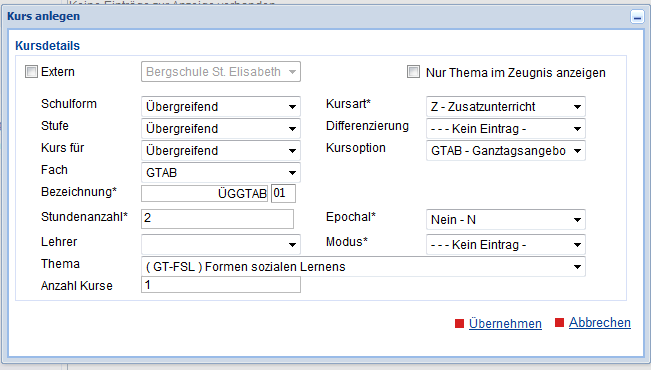 Keine Einträge zur Anzeige vorhanden
Kurs anlegen
Kursdetails
Extern Bergschule St. Elisabeth Nur Thema im Zeugnis anzeigen
Schulform Übergreifend Kursart* Z - Zusatzunterricht
Stufe Übergreifend Differenzierung - - - Kein Eintrag -
Kurs für Übergreifend Kursoption GTAB - Ganztagsangebo
Fach GTAB
Bezeichnung* ÜGGTAB 01
Stundenanzahl* 2 Epochal* Nein - N
Lehrer Modus* - - - Kein Eintrag -
Thema ( GT-FSL ) Formen sozialen Lernens
Anzahl Kurse 1
Übernehmen Abbrechen